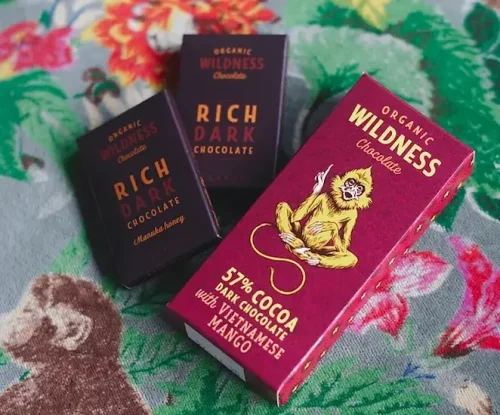 ORGANIC
WILDNESS
Chocolate
RICH
DARK
CHOCOLATE
Manuka honey
ORGANIC
WILDNESS
Chocolate
RICH
DARK
CHOCOLATE
ORGANIC
WILDNESS
Chocolate
57% COCOA
DARK CHOCOLATE
with VIETNAMESE
MANGO